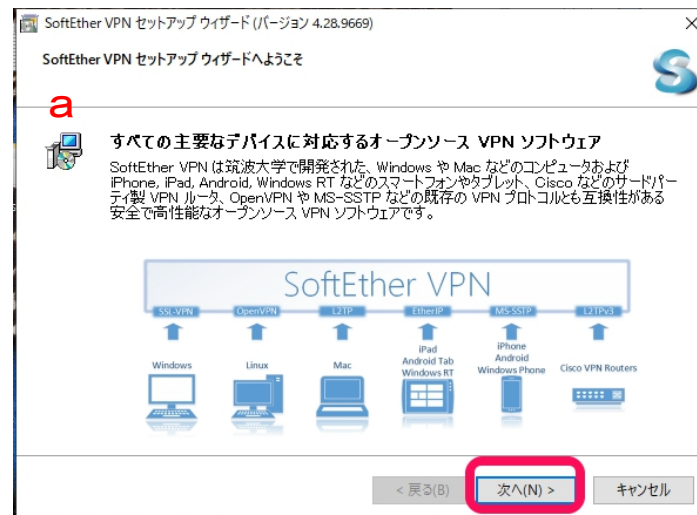 SoftEther VPN セットアップ ウィザード (バージョン 4.28.9669)
SoftEther VPN セットアップ ウィザードへようこそ
a
すべての主要なデバイスに対応するオープンソース VPN ソフトウェア
SoftEther VPN は筑波大学で開発された、Windows や Mac などのコンピュータおよび
iPhone, iPad, Android, Windows RT などのスマートフォンやタブレット、Cisco などのサードパー
ティ製 VPN ルータ、OpenVPN や MS-SSTP などの既存の VPN プロトコルとも互換性がある
安全で高性能なオープンソース VPN ソフトウェアです。
SoftEther VPN
SSL-VPN OpenVPN L2TP EtherIP MS-SSTP L2TPv3
Windows
Linux
Mac
iPad
Android Tab
Windows RT
iPhone
Android
Windows Phone
Cisco VPN Routers
< 戻る(B) 次へ(N) > キャンセル